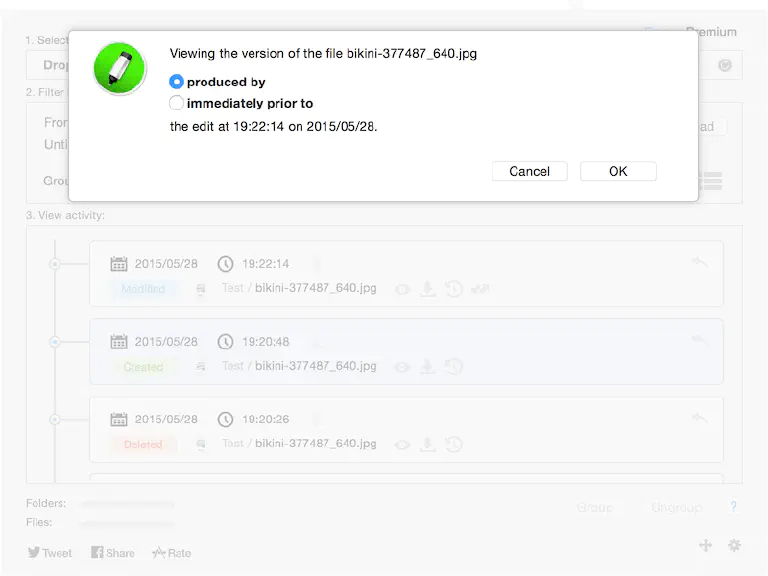 Premium
1. Select
Viewing the version of the file bikini-377487_640.jpg
Drop
produced by
2. Filter
immediately prior to
From
the edit at 19:22:14 on 2015/05/28.
ad
Until
Cancel OK
Grou
3. View activity:
2015/05/28 19:22:14
Modified Test / bikini-377487_640.jpg
2015/05/28 19:20:48
Created Test / bikini-377487_640.jpg
2015/05/28 19:20:26
Deleted Test / bikini-377487_640.jpg
Folders:
Group Ungroup ?
Files:
Tweet Share Rate